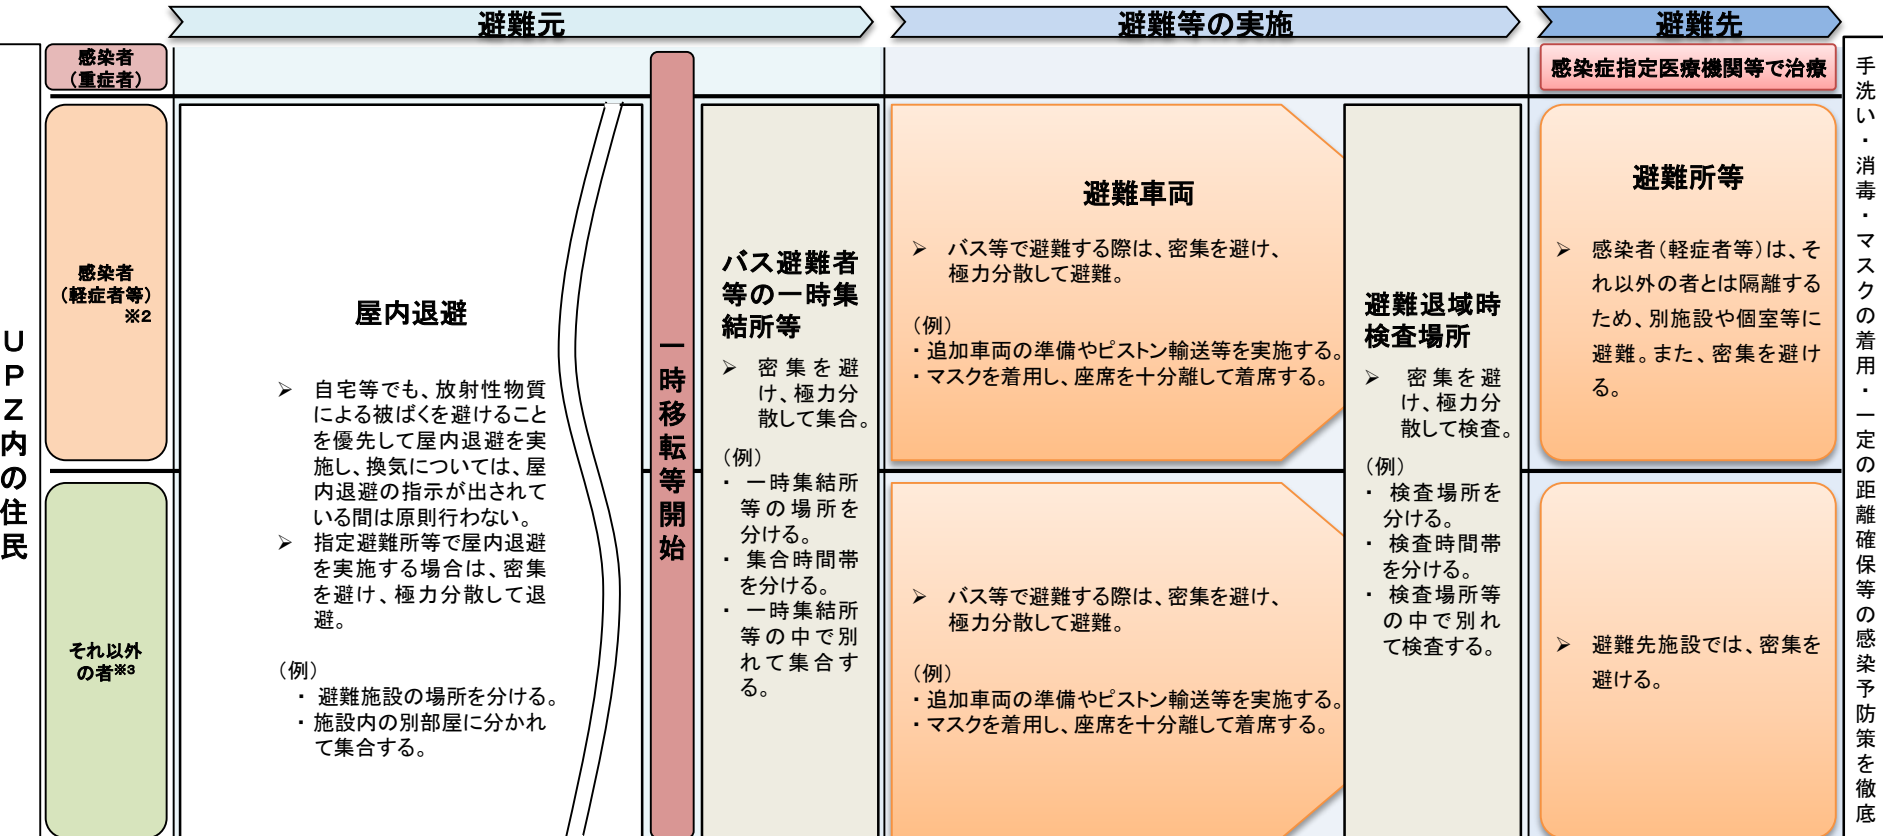 避難元
避難等の実施
避難先
UPZ内の住民
感染者
（重症者）
感染症指定医療機関等で治療
感染者
（軽症者等）
※2
それ以外
の者※3
屋内退避
➢ 自宅等でも、放射性物質
による被ばくを避けること
を優先して屋内退避を実
施し、換気については、屋
内退避の指示が出されて
いる間は原則行わない。
➢ 指定避難所等で屋内退避
を実施する場合は、密集
を避け、極力分散して退
避。
（例）
・ 避難施設の場所を分ける。
・施設内の別部屋に分かれ
て集合する。
一時移転等開始
バス避難者
等の一時集
結所等
➢ 密集を避
け、極力分
散して集合。
（例）
・ 一時集結所
等の場所を
分ける。
・ 集合時間帯
を分ける。
・ 一時集結所
等の中で別
れて集合す
る。
避難車両
➢ バス等で避難する際は、密集を避け、
極力分散して避難。
（例）
・追加車両の準備やピストン輸送等を実施する。
・マスクを着用し、座席を十分離して着席する。
➢ バス等で避難する際は、密集を避け、
極力分散して避難。
（例）
・追加車両の準備やピストン輸送等を実施する。
・マスクを着用し、座席を十分離して着席する。
避難退域時
検査場所
➢ 密集を避
け、極力分
散して検査。
（例）
・ 検査場所を
分ける。
・ 検査時間帯
を分ける。
・ 検査場所等
の中で別れ
て検査する。
避難所等
➢ 感染者（軽症者等）は、そ
れ以外の者とは隔離する
ため、別施設や個室等に
避難。また、密集を避け
る。
➢ 避難先施設では、密集を
避ける。
手洗い・消毒・マスクの着用・一定の距離確保等の感染予防策を徹底